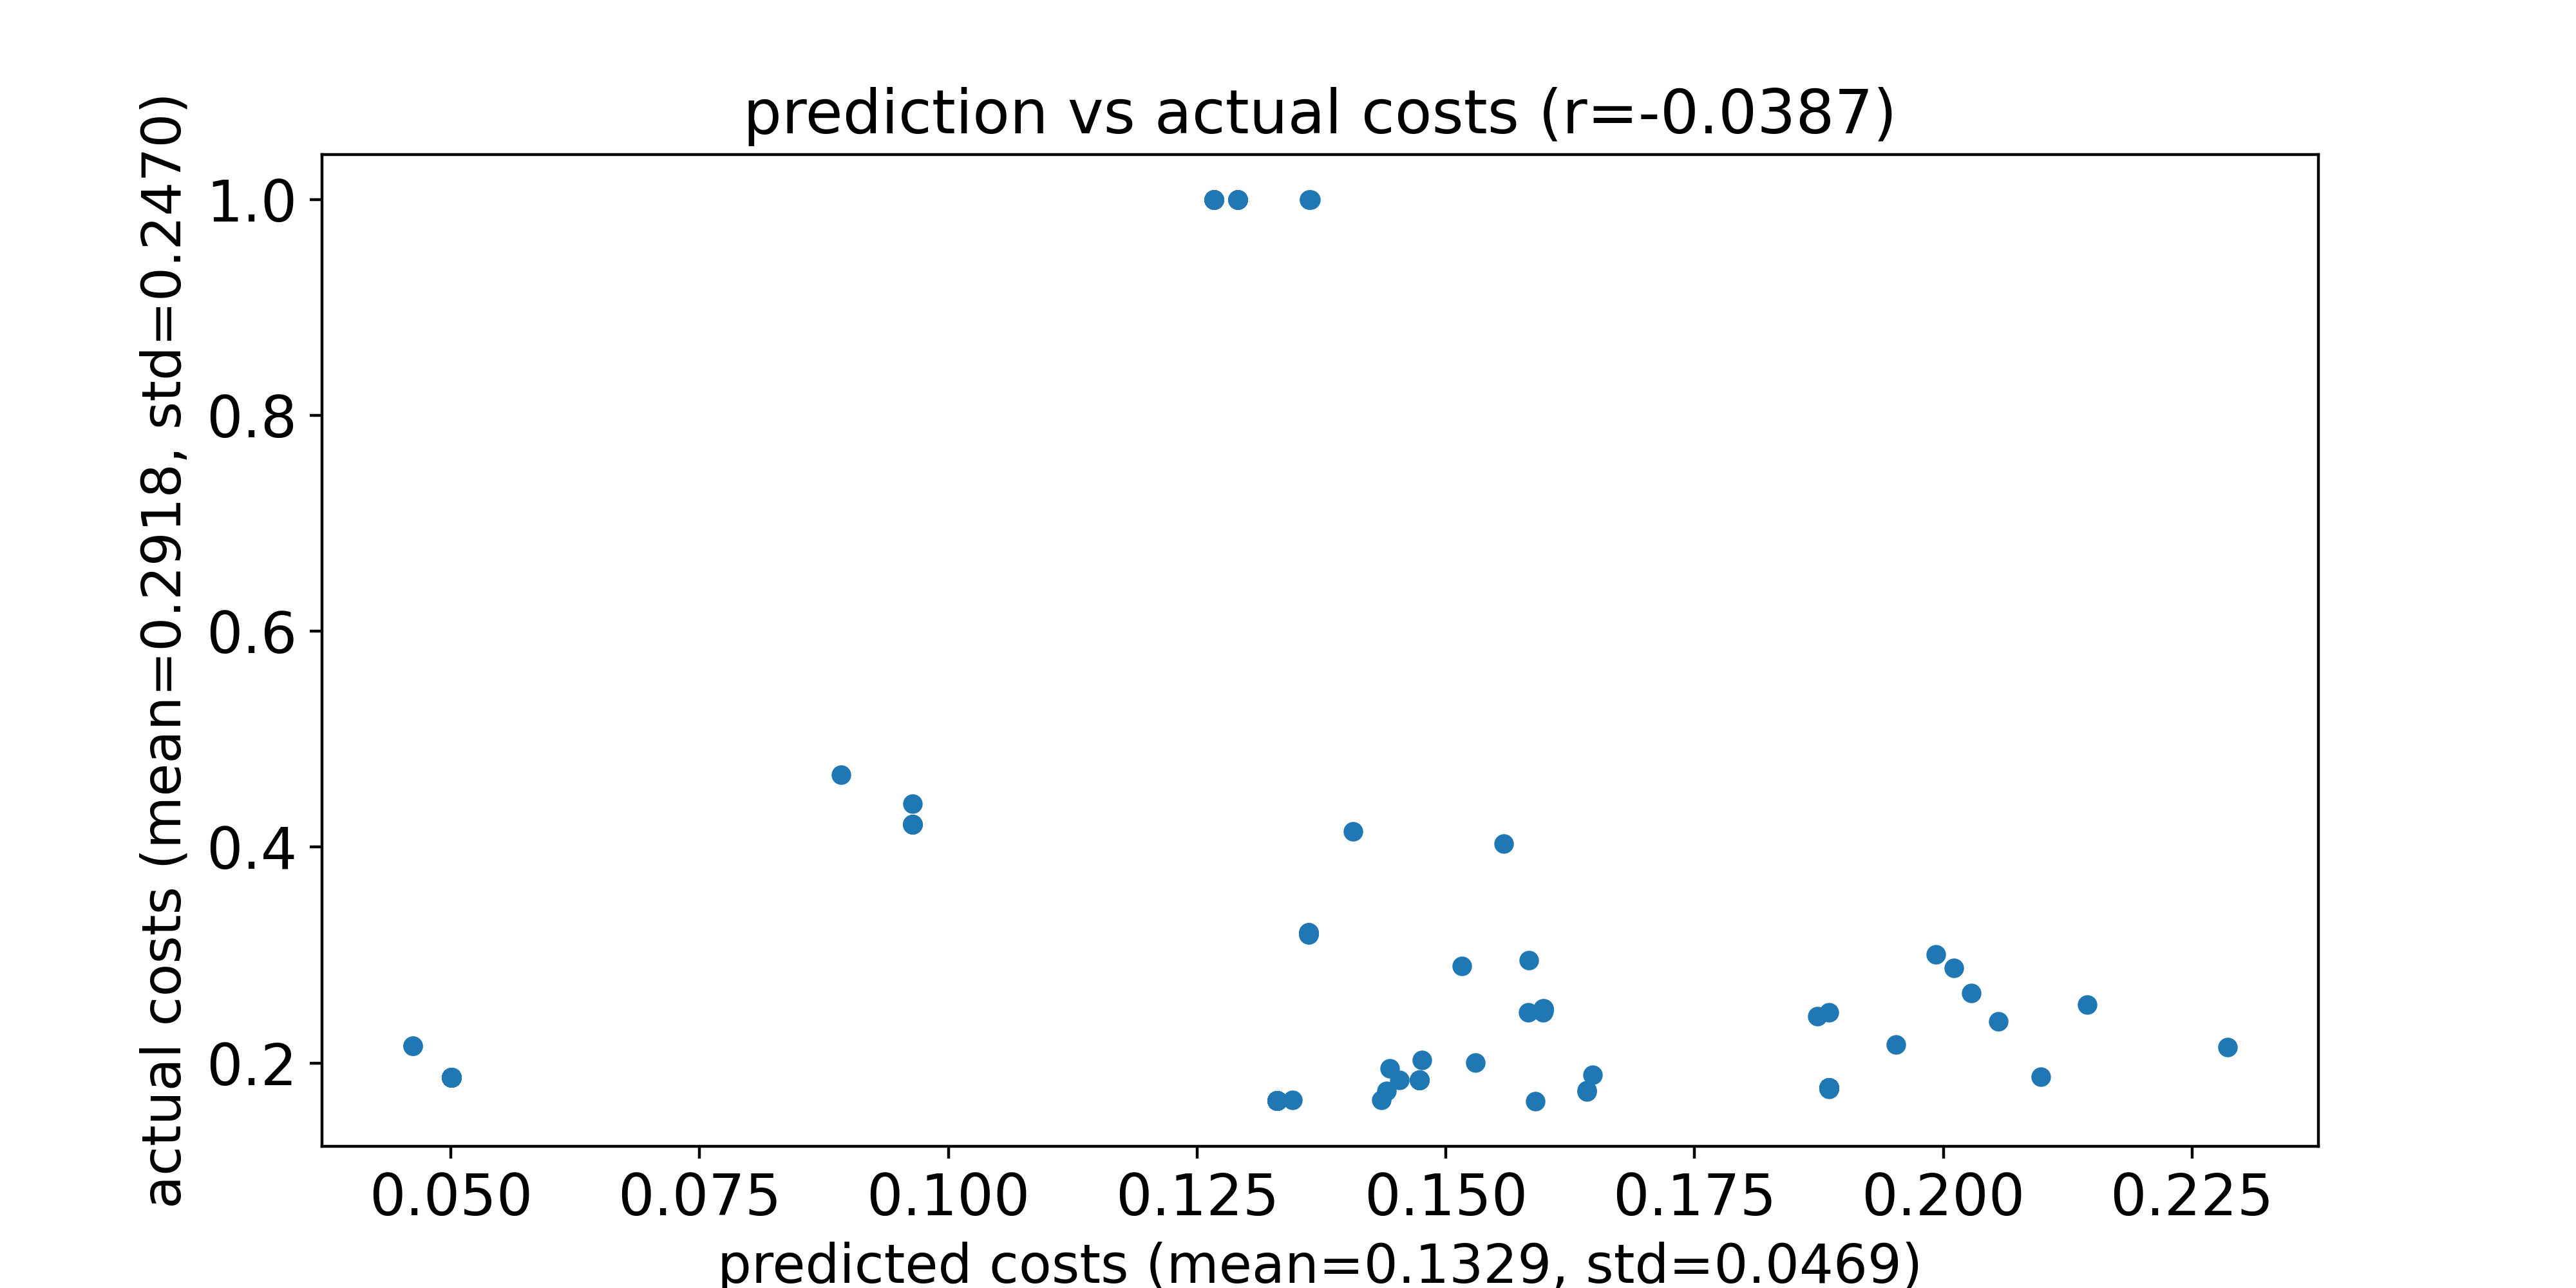 prediction vs actual costs (r=-0.0387)
actual costs (mean=0.2918, std=0.2470)
1.0
0.8
0.6
0.4
0.2
0.050 0.075 0.100 0.125 0.150 0.175 0.200 0.225
predicted costs (mean=0.1329, std=0.0469)